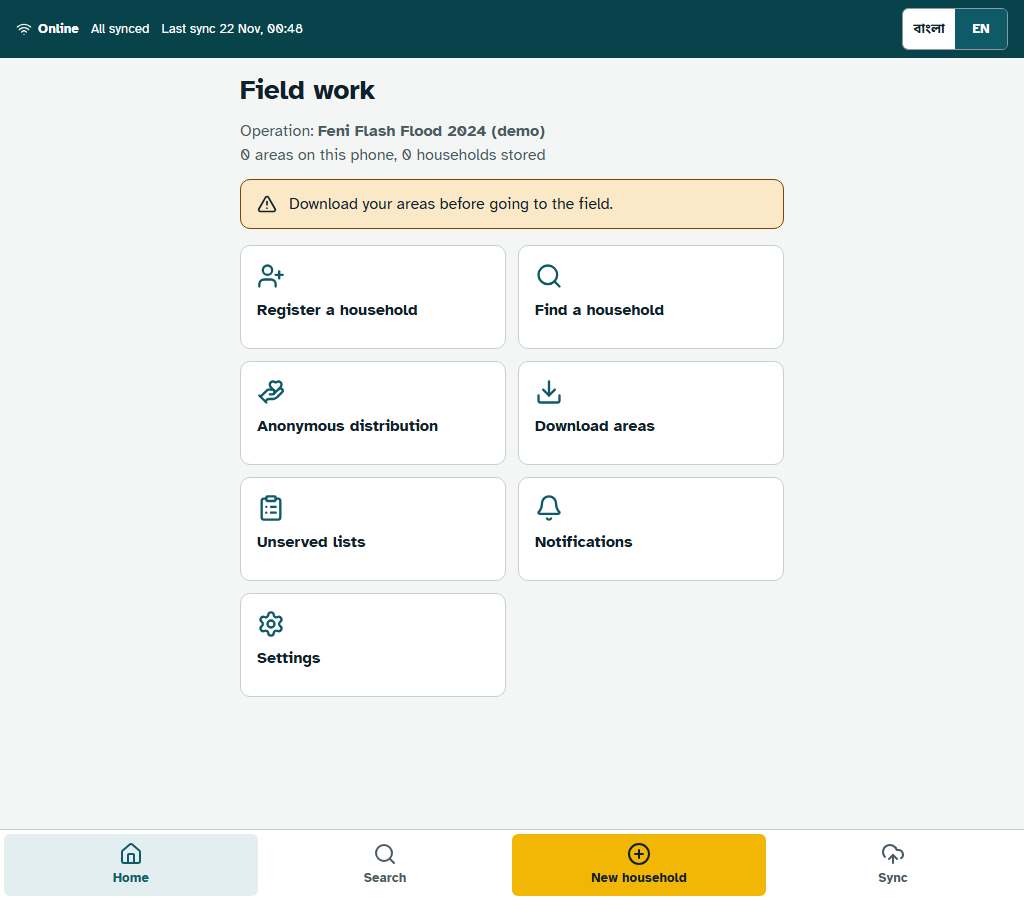 Online All synced Last sync 22 Nov, 00:48
বাংলা EN
Field work
Operation: Feni Flash Flood 2024 (demo)
0 areas on this phone, 0 households stored
Download your areas before going to the field.
Register a household
Find a household
Anonymous distribution
Download areas
Unserved lists
Notifications
Settings
Home
Search
New household
Sync